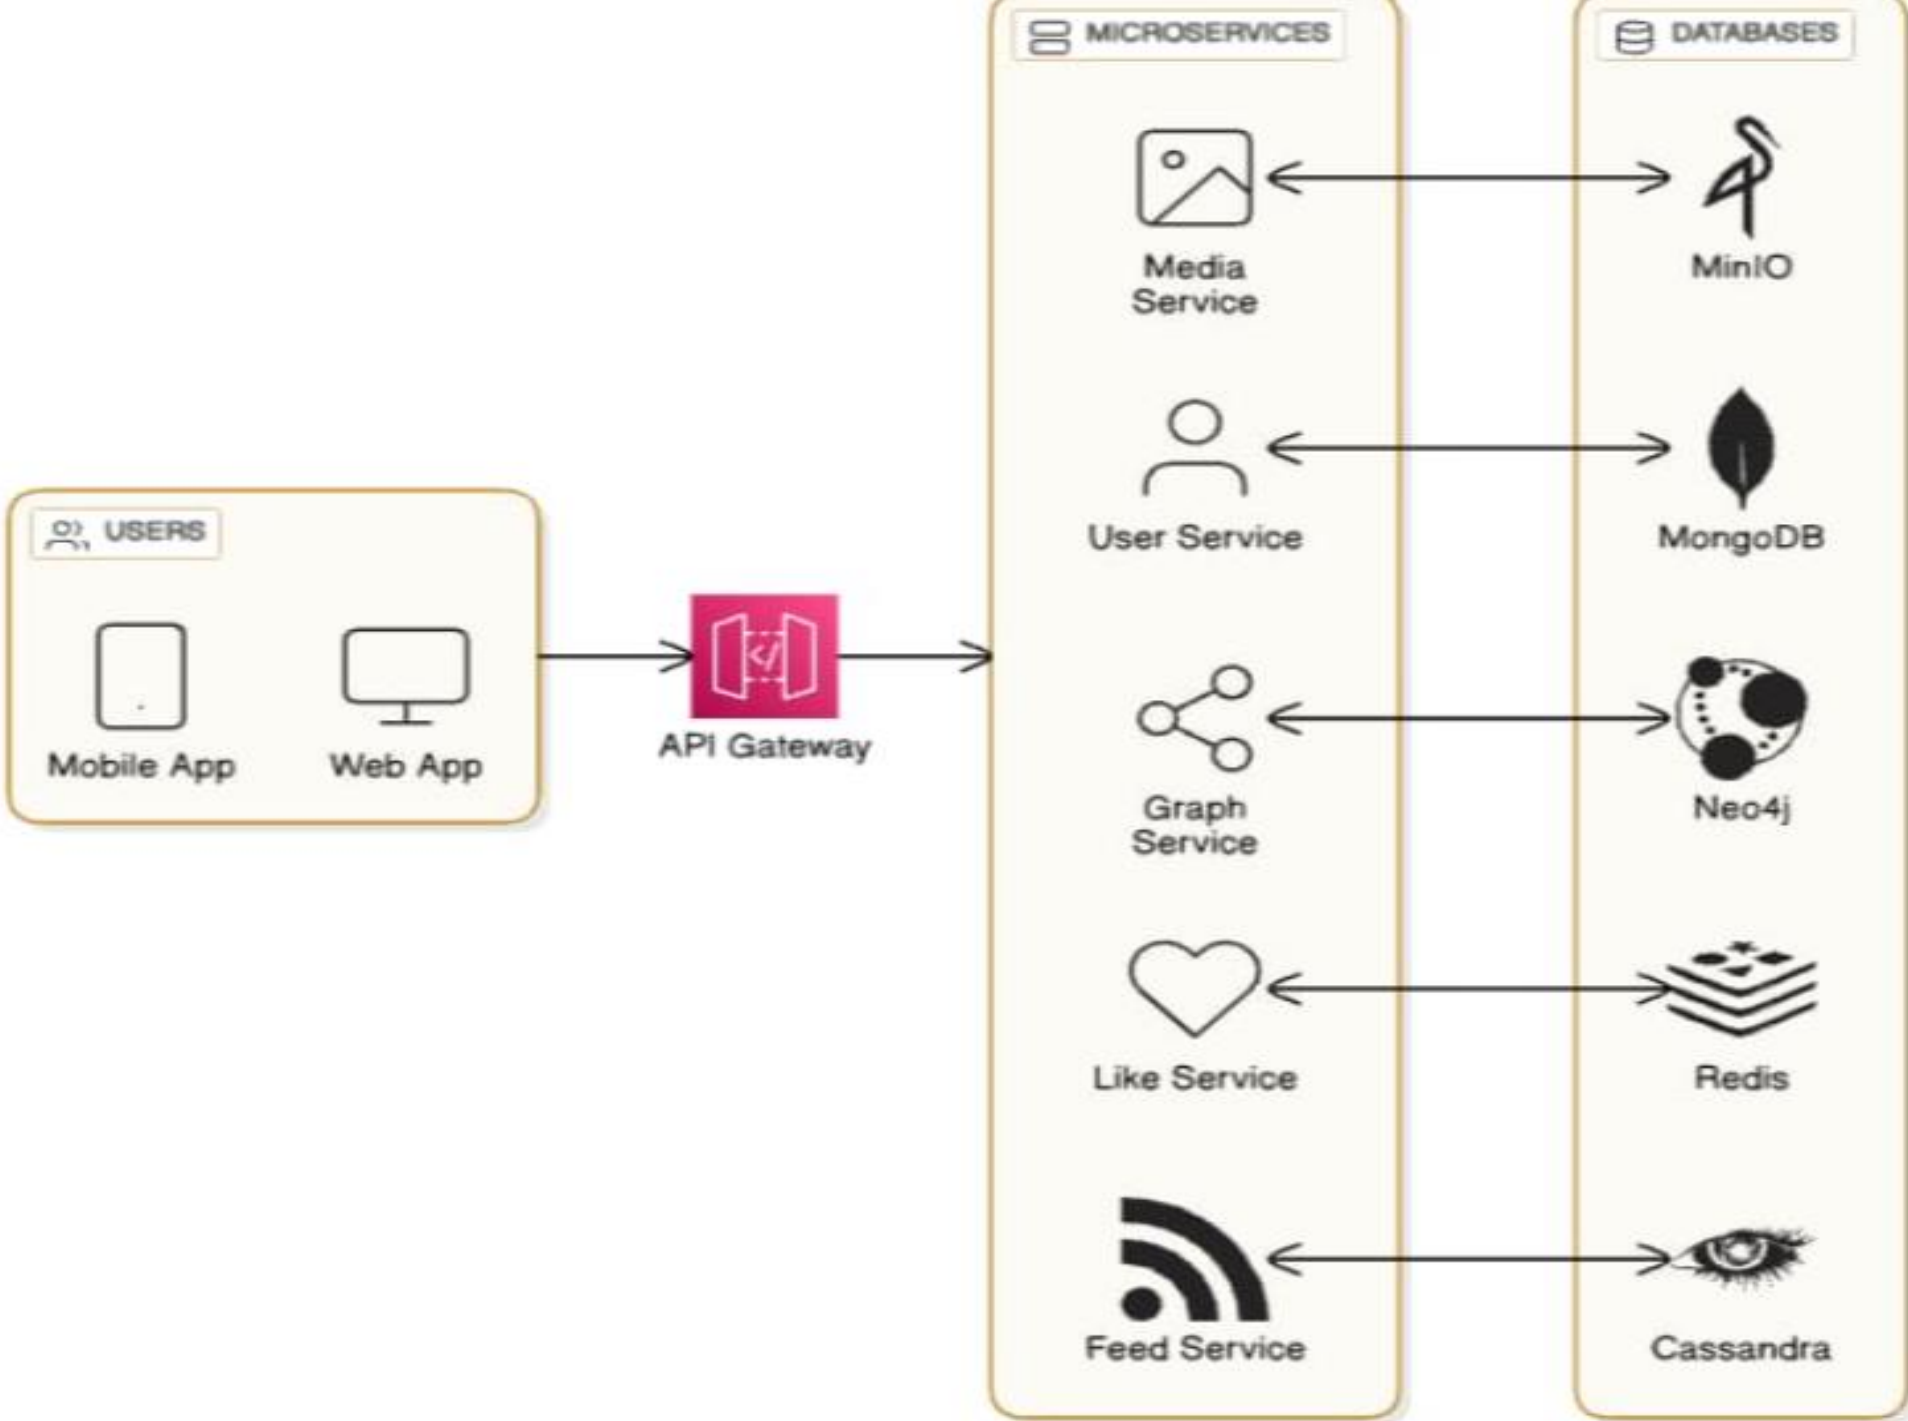 MICROSERVICES
DATABASES
Media
Service
MinIO
User Service
MongoDB
USERS
Mobile App
Web App
API Gateway
Graph
Service
Neo4j
Like Service
Redis
Feed Service
Cassandra